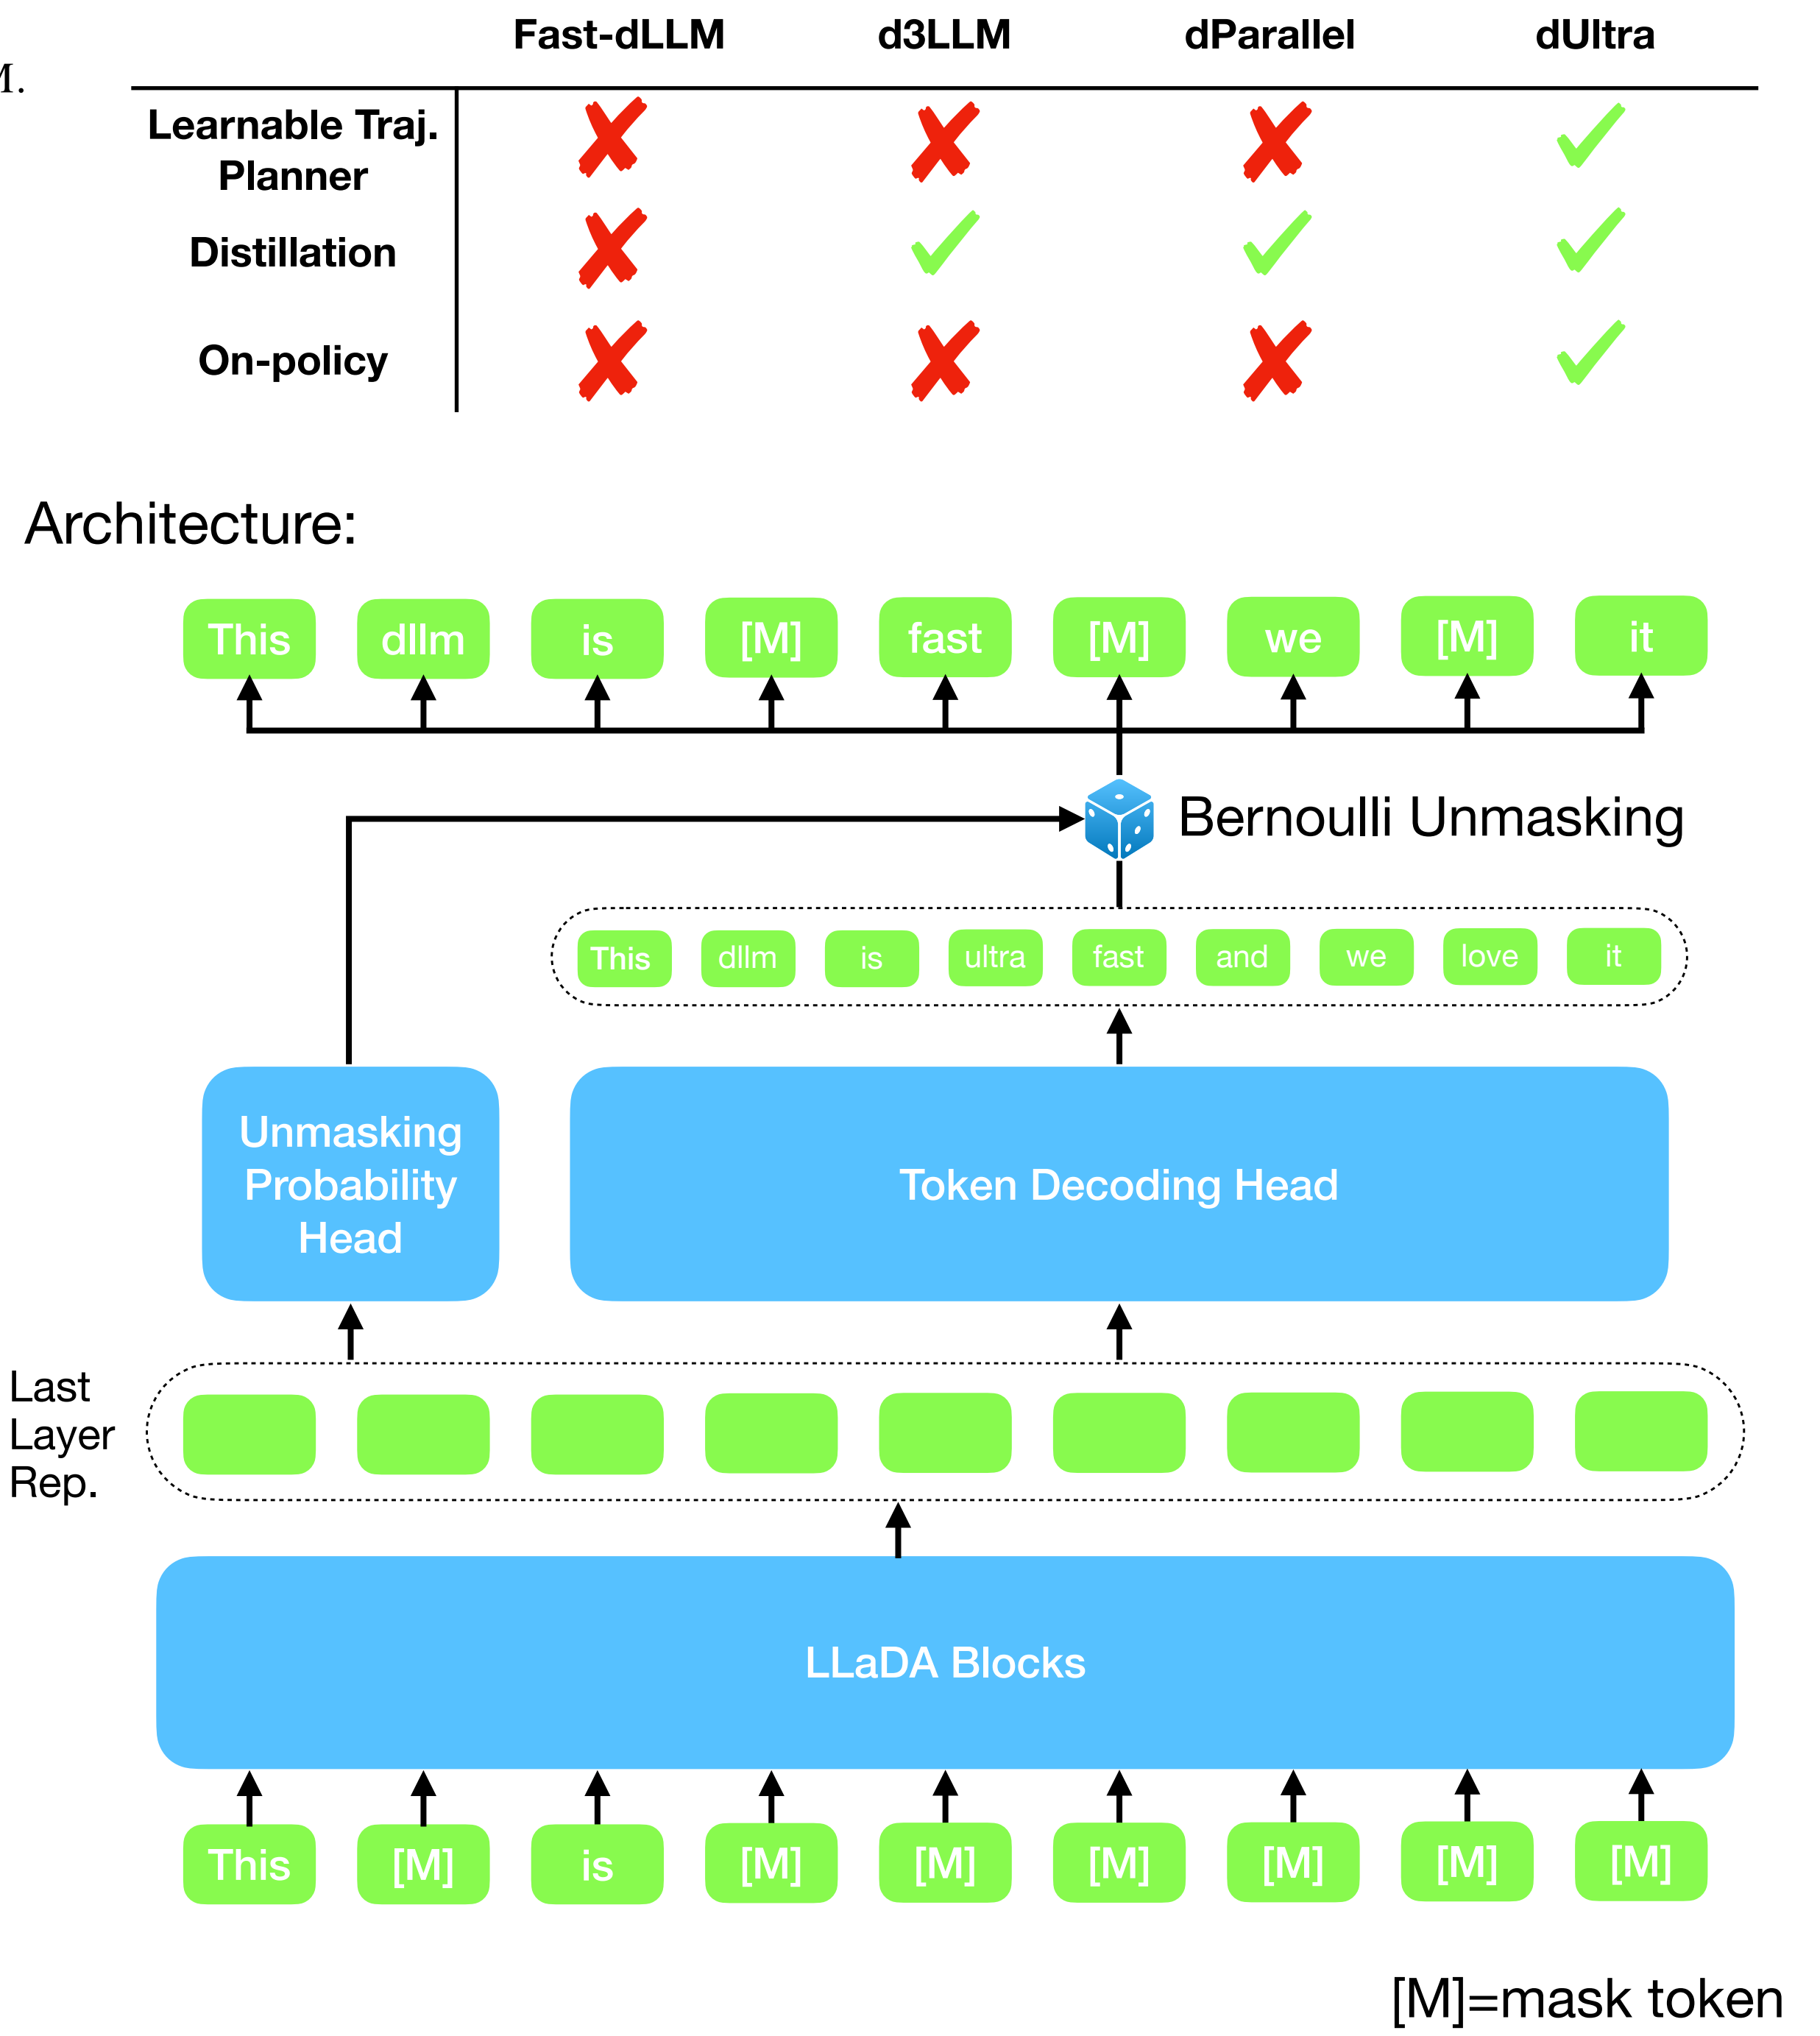 Fast-dLLM d3LLM dParallel dUltra
M.
Learnable Traj.
Planner
Distillation
On-policy
Architecture:
This dllm is [M] fast [M] we [M] it
Bernoulli Unmasking
This dllm is ultra fast and we love it
Unmasking
Probability
Head
Token Decoding Head
Last
Layer
Rep.
LLaDA Blocks
This [M] is [M] [M] [M] [M] [M] [M]
[M]=mask token